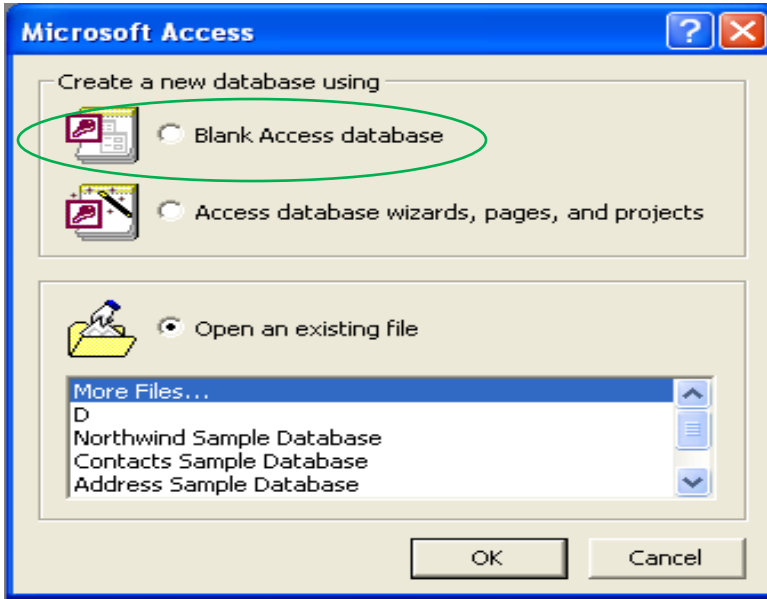 Microsoft Access
?
Create a new database using
Blank Access database
Access database wizards, pages, and projects
Open an existing file
More Files...
D
Northwind Sample Database
Contacts Sample Database
Address Sample Database
OK Cancel